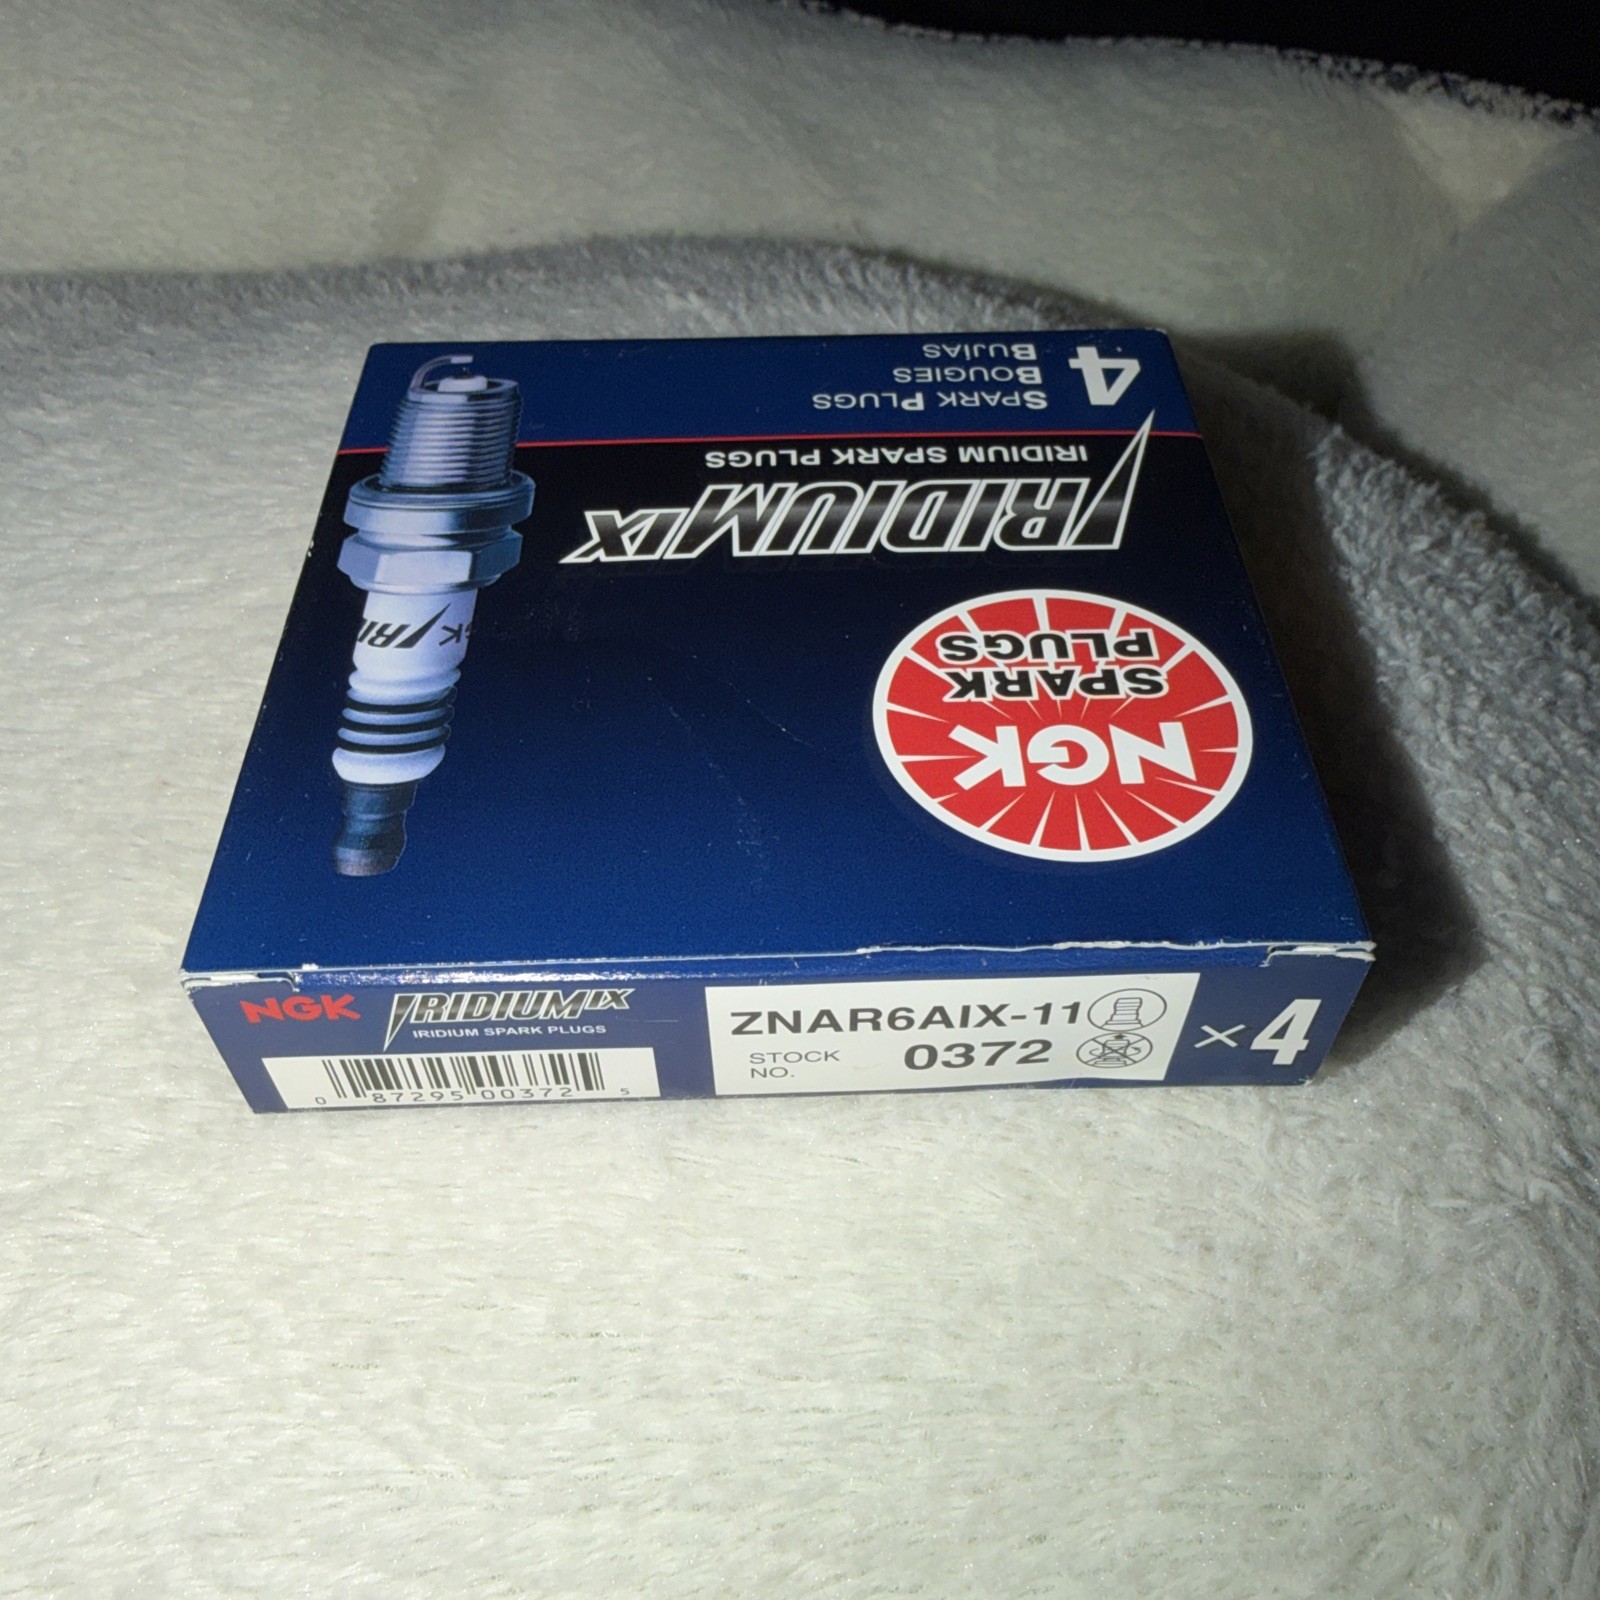 4
SPARK PLUGS
BOUGIES
BUJÍAS
IRIDIUM SPARK PLUGS
IRIDIUM IX
NGK
SPARK
PLUGS
NGK IRIDIUM IX
IRIDIUM SPARK PLUGS
0 87295 00372 5
ZNAR6AIX-11
STOCK NO. 0372
×4